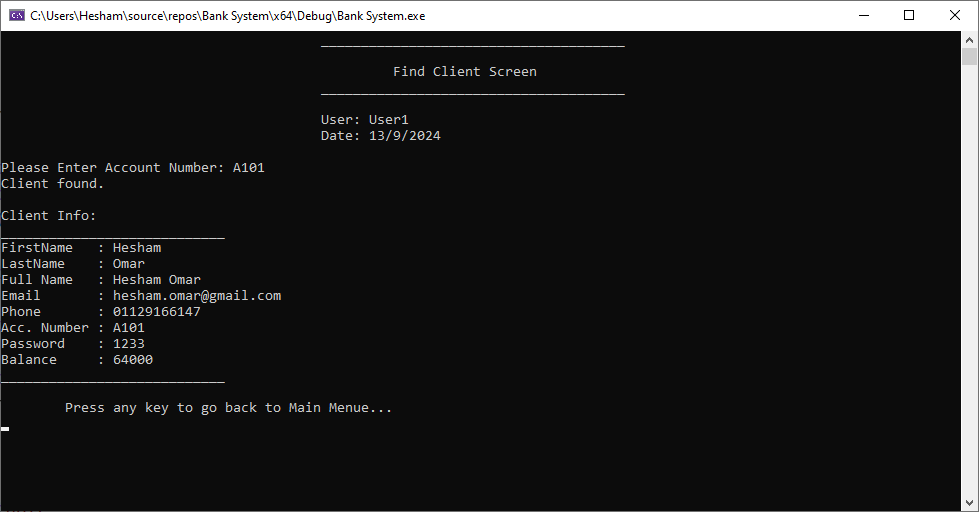 C:\Users\Hesham\source\repos\Bank System\x64\Debug\Bank System.exe
______________________________________
Find Client Screen
______________________________________
User: User1
Date: 13/9/2024
Please Enter Account Number: A101
Client found.
Client Info:
____________________________
FirstName   : Hesham
LastName    : Omar
Full Name   : Hesham Omar
Email       : hesham.omar@gmail.com
Phone       : 01129166147
Acc. Number : A101
Password    : 1233
Balance     : 64000
____________________________
Press any key to go back to Main Menue...